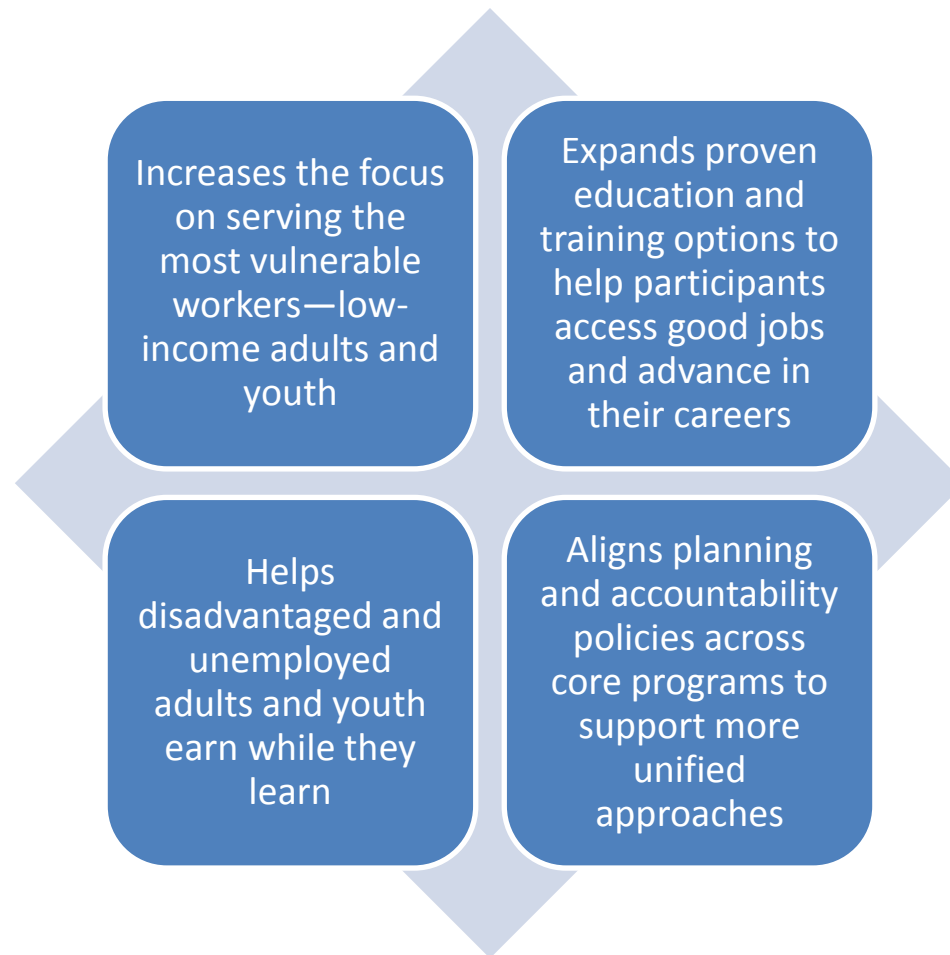 Increases the focus
on serving the
most vulnerable
workers—low-
income adults and
youth
Expands proven
education and
training options to
help participants
access good jobs
and advance in
their careers
Helps
disadvantaged and
unemployed
adults and youth
earn while they
learn
Aligns planning
and accountability
policies across
core programs to
support more
unified
approaches